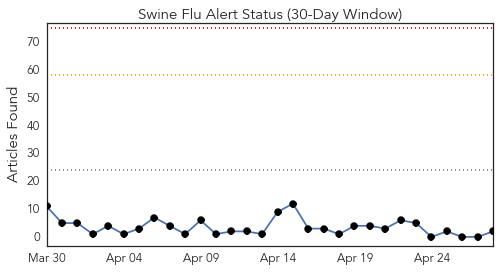 Swine Flu Alert Status (30-Day Window)
Articles Found
70
60
50
40
30
20
10
0
Mar 30 Apr 04 Apr 09 Apr 14 Apr 19 Apr 24